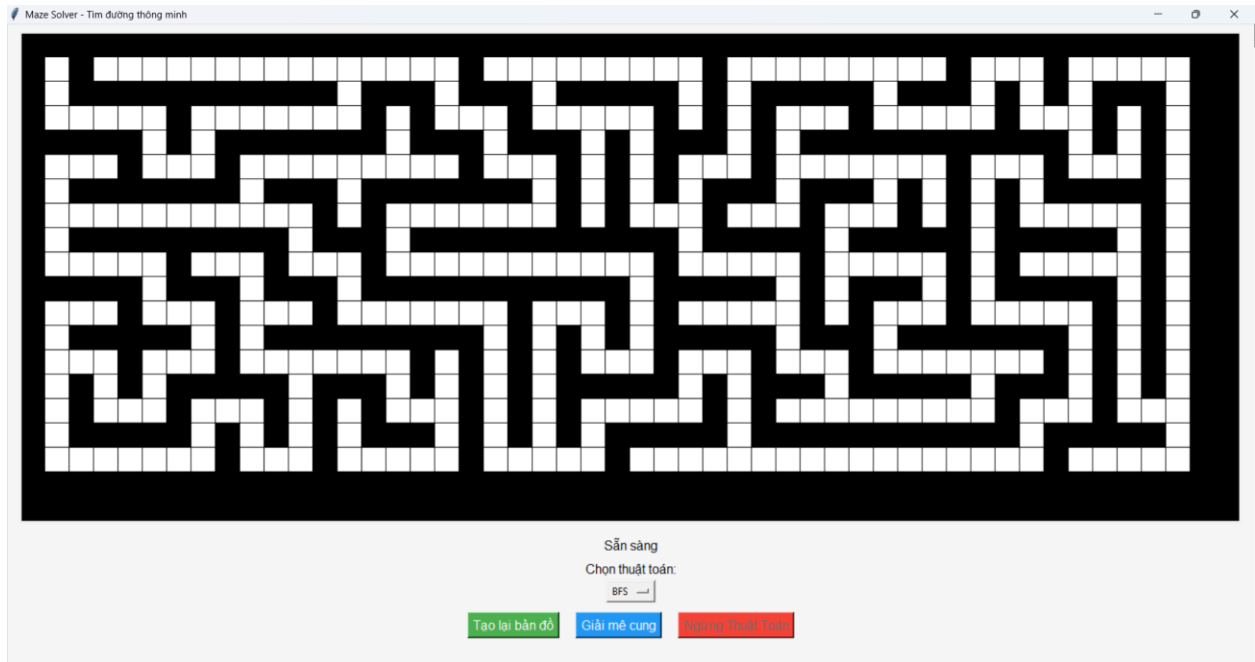 Maze Solver - Tìm đường thông minh
Sẵn sàng
Chọn thuật toán:
BFS
Tạo lại bản đồ
Giải mê cung
Ngừng Thuật Toán